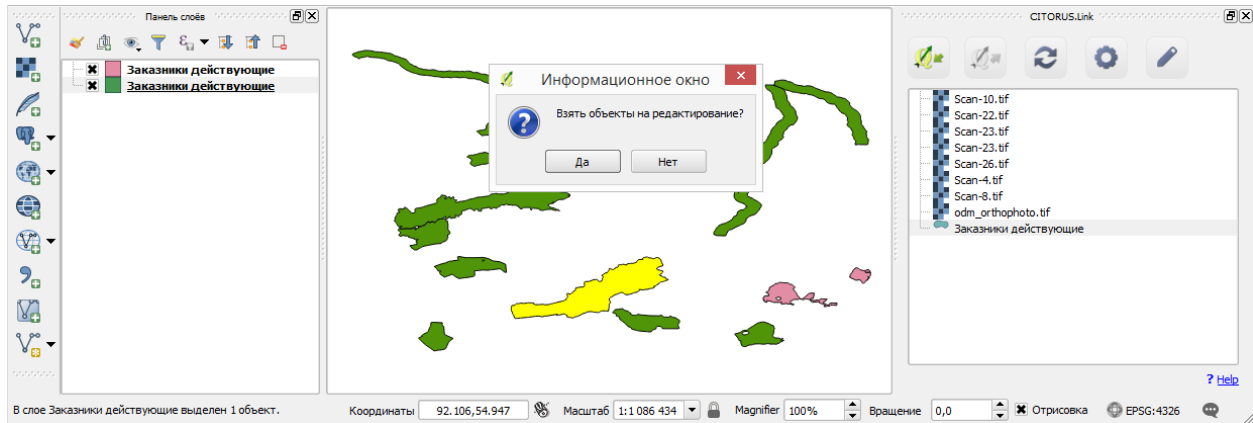 Панель слоёв
Заказники действующие
Заказники действующие
Информационное окно
Взять объекты на редактирование?
Да
Нет
CITORUS.Link
Scan-10.tif
Scan-22.tif
Scan-23.tif
Scan-23.tif
Scan-26.tif
Scan-4.tif
Scan-8.tif
odm_orthophoto.tif
Заказники действующие
? Help
В слое Заказники действующие выделен 1 объект.
Координаты 92.106,54.947 Масштаб 1:1 086 434 Magnifier 100% Вращение 0,0 Отрисовка EPSG:4326